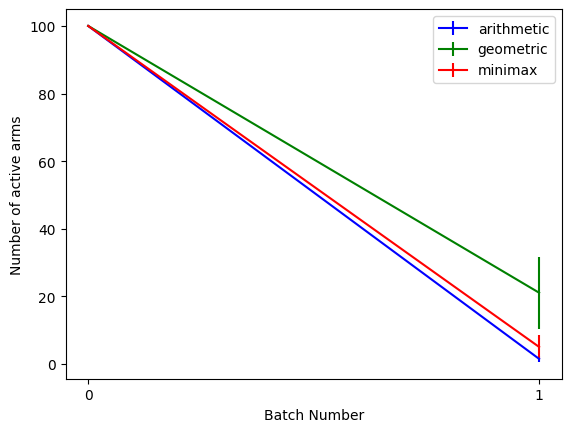 arithmetic
geometric
minimax
100
80
60
40
20
0
Number of active arms
0 1
Batch Number